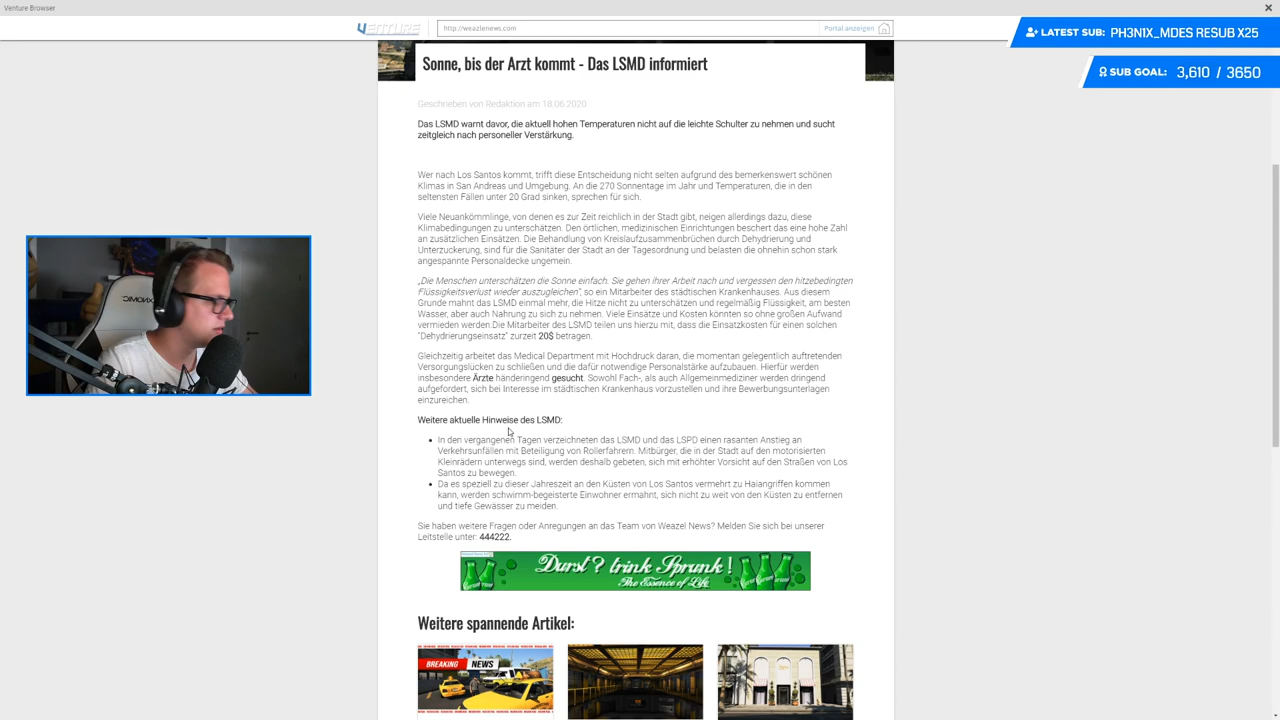 Venture Browser
VENTURE
http://weazlenews.com
Portal anzeigen
LATEST SUB: PH3N1X_MDES RESUB X25
SUB GOAL: 3,610 / 3650
Sonne, bis der Arzt kommt - Das LSMD informiert
Geschrieben von Redaktion am 18.06.2020
Das LSMD warnt davor, die aktuell hohen Temperaturen nicht auf die leichte Schulter zu nehmen und sucht
zeitgleich nach personeller Verstärkung.
Wer nach Los Santos kommt, trifft diese Entscheidung nicht selten aufgrund des bemerkenswert schönen
Klimas in San Andreas und Umgebung. An die 270 Sonnentage im Jahr und Temperaturen, die in den
seltensten Fällen unter 20 Grad sinken, sprechen für sich.
Viele Neuankömmlinge, von denen es zur Zeit reichlich in der Stadt gibt, neigen allerdings dazu, diese
Klimabedingungen zu unterschätzen. Den örtlichen, medizinischen Einrichtungen beschert das eine hohe Zahl
an zusätzlichen Einsätzen. Die Behandlung von Kreislaufzusammenbrüchen durch Dehydrierung und
Unterzuckerung, sind für die Sanitäter der Stadt an der Tagesordnung und belasten die ohnehin schon stark
angespannte Personaldecke ungemein.
„Die Menschen unterschätzen die Sonne einfach. Sie gehen ihrer Arbeit nach und vergessen den hitzebedingten
Flüssigkeitsverlust wieder auszugleichen", so ein Mitarbeiter des städtischen Krankenhauses. Aus diesem
Grunde mahnt das LSMD einmal mehr, die Hitze nicht zu unterschätzen und regelmäßig Flüssigkeit, am besten
Wasser, aber auch Nahrung zu sich zu nehmen. Viele Einsätze und Kosten könnten so ohne großen Aufwand
vermieden werden.Die Mitarbeiter des LSMD teilen uns hierzu mit, dass die Einsatzkosten für einen solchen
"Dehydrierungseinsatz" zurzeit 20$ betragen.
Gleichzeitig arbeitet das Medical Department mit Hochdruck daran, die momentan gelegentlich auftretenden
Versorgungslücken zu schließen und die dafür notwendige Personalstärke aufzubauen. Hierfür werden
insbesondere Ärzte händeringend gesucht. Sowohl Fach-, als auch Allgemeinmediziner werden dringend
aufgefordert, sich bei Interesse im städtischen Krankenhaus vorzustellen und ihre Bewerbungsunterlagen
einzureichen.
Weitere aktuelle Hinweise des LSMD:
• In den vergangenen Tagen verzeichneten das LSMD und das LSPD einen rasanten Anstieg an
Verkehrsunfällen mit Beteiligung von Rollerfahrern. Mitbürger, die in der Stadt auf den motorisierten
Kleinrädern unterwegs sind, werden deshalb gebeten, sich mit erhöhter Vorsicht auf den Straßen von Los
Santos zu bewegen.
• Da es speziell zu dieser Jahreszeit an den Küsten von Los Santos vermehrt zu Haiangriffen kommen
kann, werden schwimm-begeisterte Einwohner ermahnt, sich nicht zu weit von den Küsten zu entfernen
und tiefe Gewässer zu meiden.
Sie haben weitere Fragen oder Anregungen an das Team von Weazel News? Melden Sie sich bei unserer
Leitstelle unter: 444222.
Durst? trink Sprunk!
The Essence of Life
Weitere spannende Artikel:
BREAKING NEWS